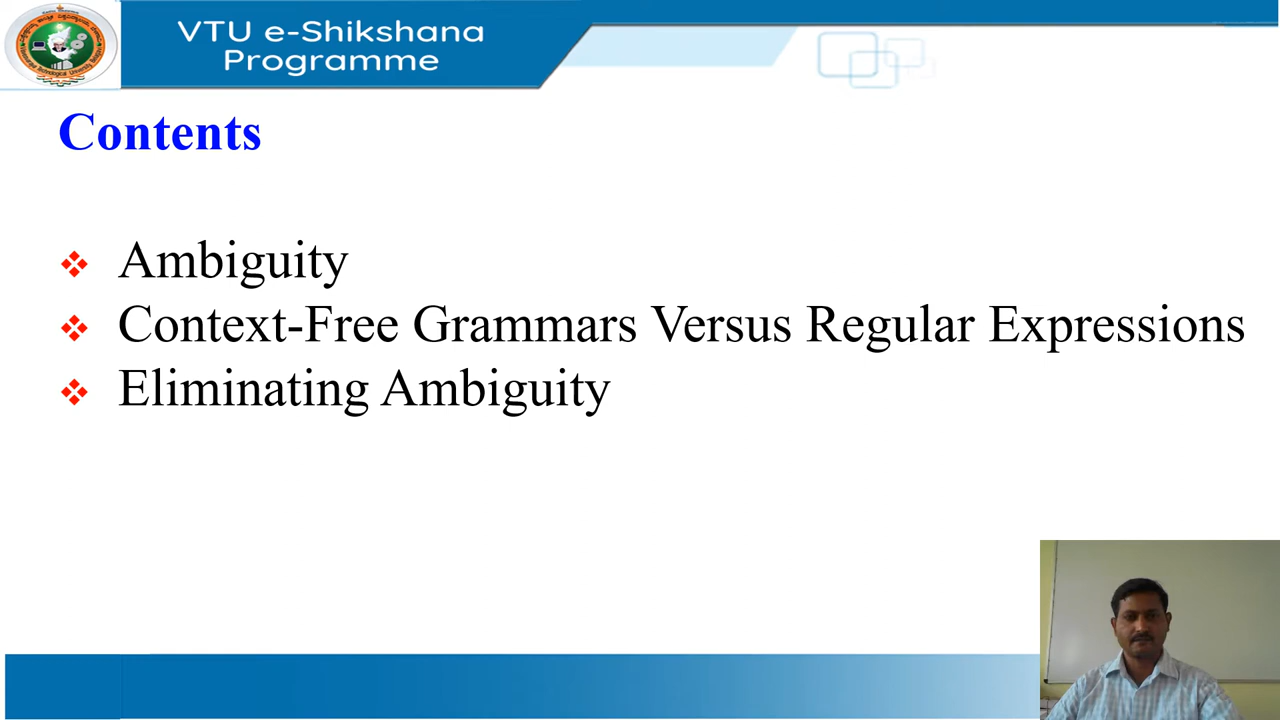 VTU e-Shikshana
Programme
Contents
Ambiguity
Context-Free Grammars Versus Regular Expressions
Eliminating Ambiguity